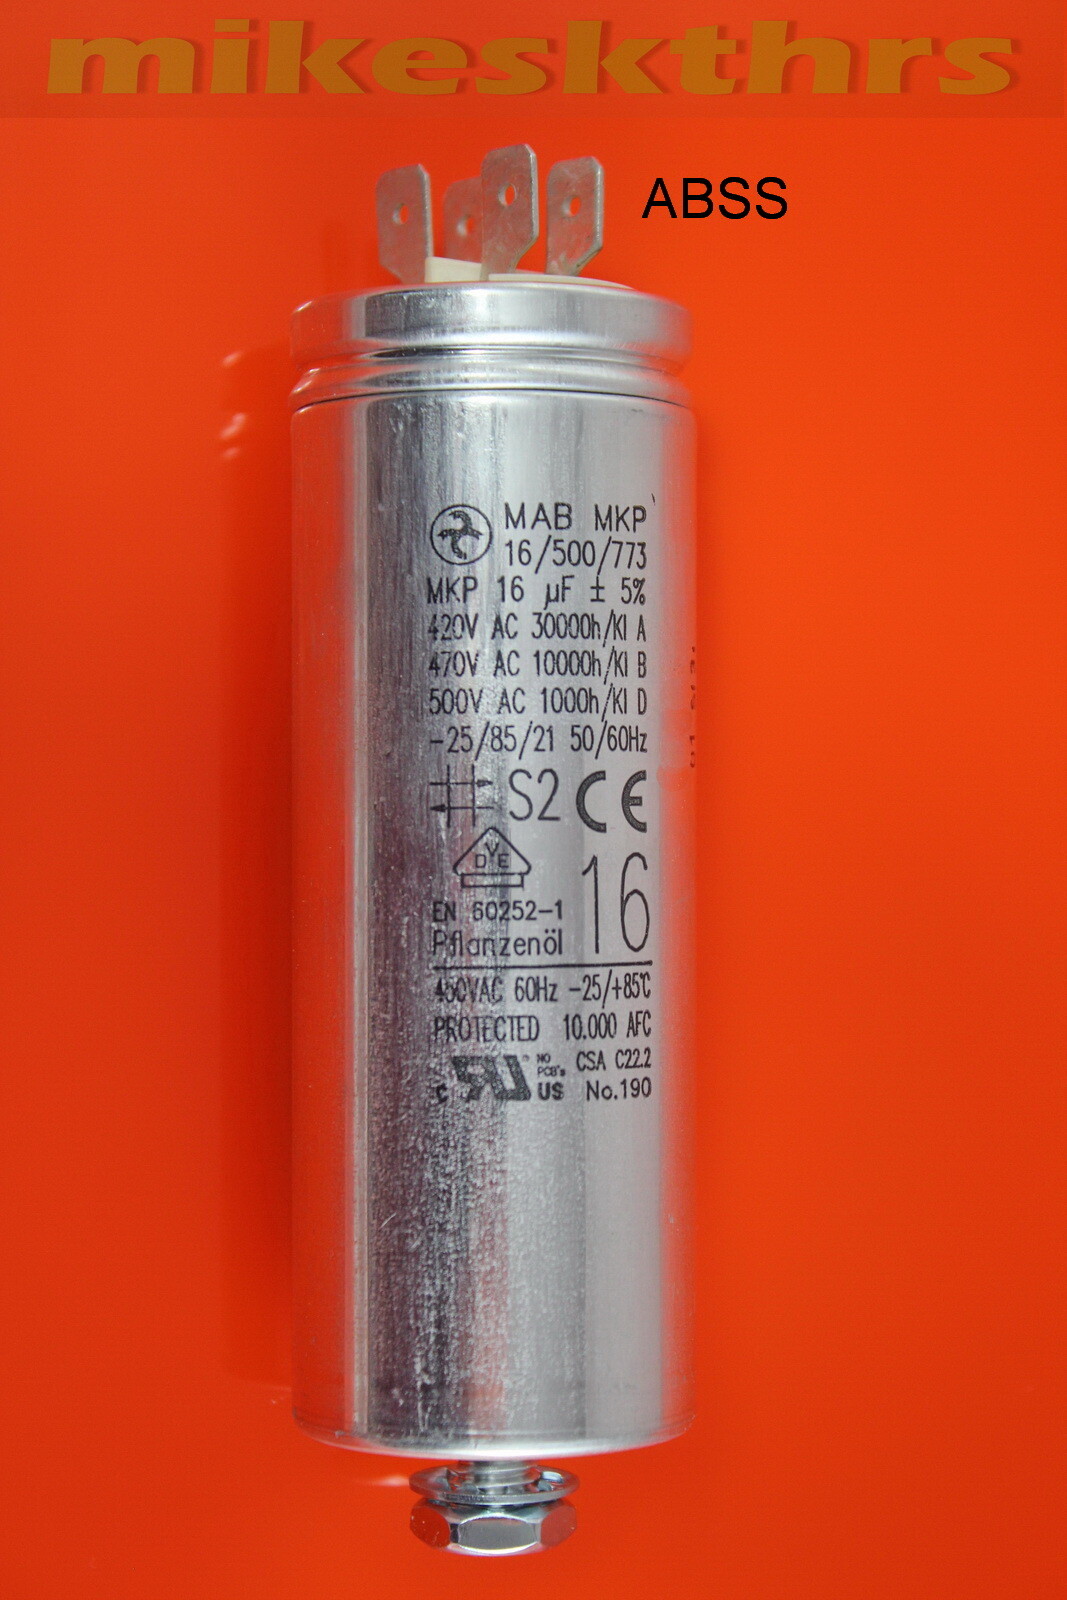 mikeskthrs
ABSS
MAB MKP
16/500/773
MKP 16 µF ± 5%
420V AC 30000h/Kl A
470V AC 10000h/Kl B
500V AC 1000h/Kl D
-25/85/21 50/60Hz
S2 CE
DVE
16
EN 60252-1
Pflanzenöl
60Hz -25/+85°C
PROTECTED 10.000 AFC
NO
PCB's
CSA C22.2
c US No.190